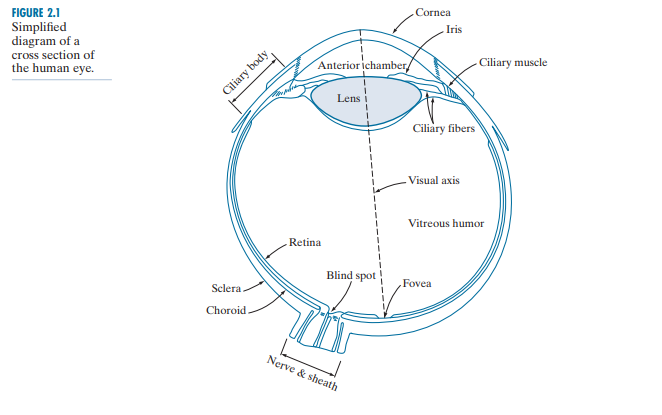 FIGURE 2.1
Simplified
diagram of a
cross section of
the human eye.
Cornea
Iris
Ciliary body
Anterior chamber
Ciliary muscle
Lens
Ciliary fibers
Visual axis
Vitreous humor
Retina
Blind spot
Fovea
Sclera
Choroid
Nerve & sheath